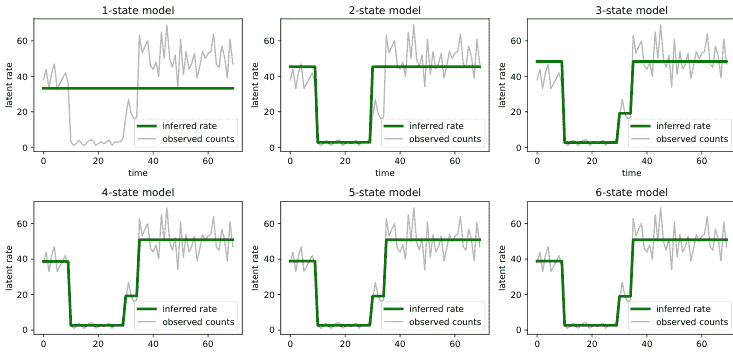 1-state model
2-state model
3-state model
latent rate
60
40
20
0
inferred rate
observed counts
0
20
40
60
time
latent rate
60
40
20
0
inferred rate
observed counts
0
20
40
60
time
latent rate
60
40
20
0
inferred rate
observed counts
0
20
40
60
time
4-state model
5-state model
6-state model
latent rate
60
40
20
0
inferred rate
observed counts
0
20
40
60
latent rate
60
40
20
0
inferred rate
observed counts
0
20
40
60
latent rate
60
40
20
0
inferred rate
observed counts
0
20
40
60